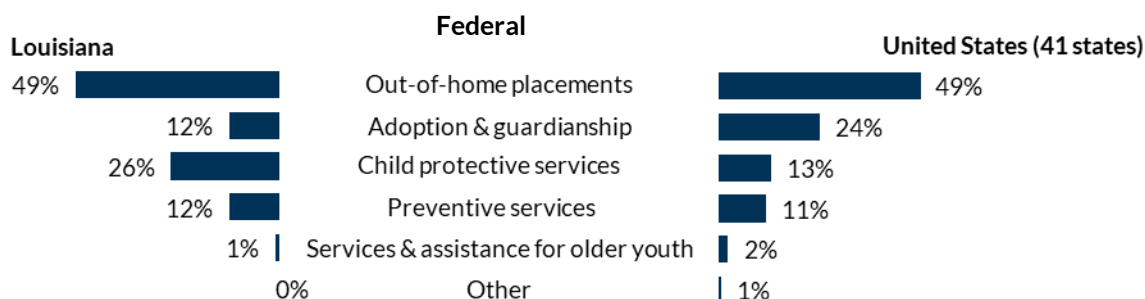 Federal
Louisiana United States (41 states)
49% Out-of-home placements 49%
12% Adoption & guardianship 24%
26% Child protective services 13%
12% Preventive services 11%
1% Services & assistance for older youth 2%
0% Other 1%